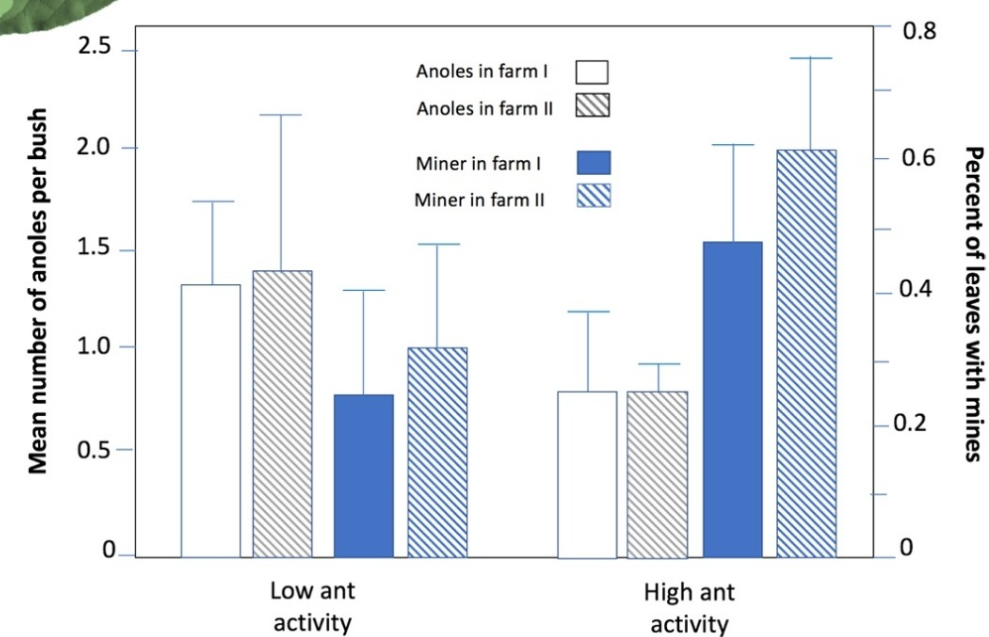 Mean number of anoles per bush
2.5
2.0
1.5
1.0
0.5
0
Anoles in farm I
Anoles in farm II
Miner in farm I
Miner in farm II
0.8
0.6
0.4
0.2
0
Percent of leaves with mines
Low ant
activity
High ant
activity